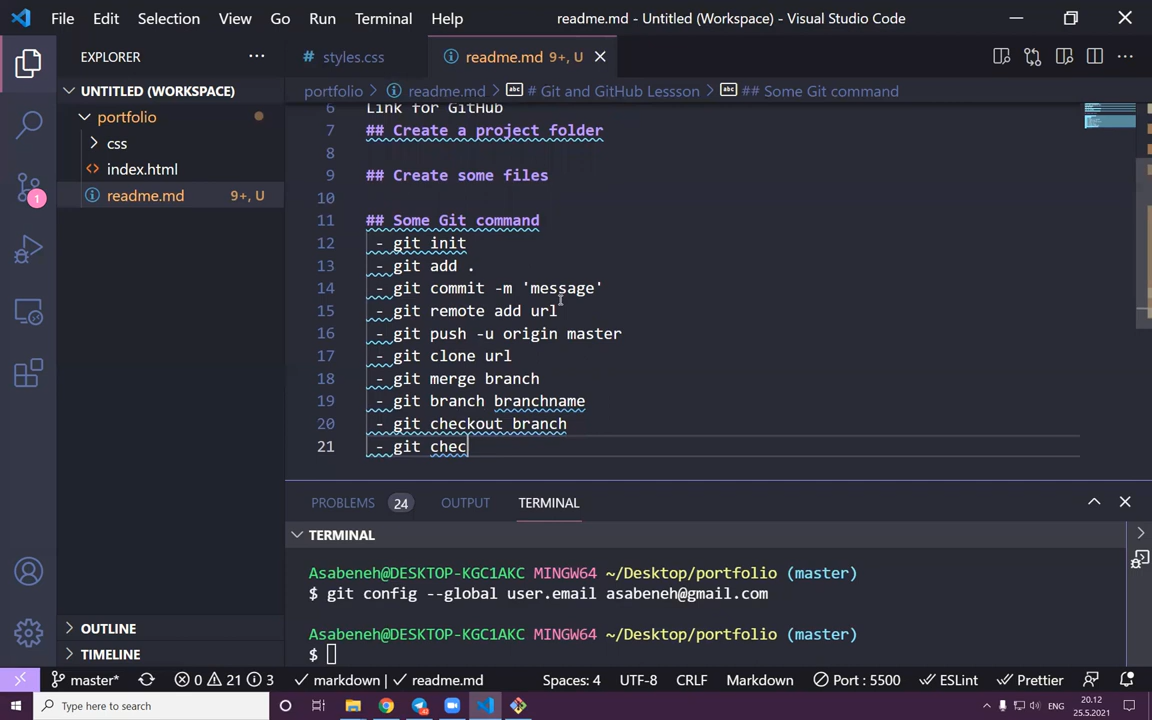 File Edit Selection View Go Run Terminal Help readme.md - Untitled (Workspace) - Visual Studio Code
EXPLORER
styles.css
readme.md 9+, U
UNTITLED (WORKSPACE)
portfolio > readme.md > # Git and GitHub Lessson > ## Some Git command
portfolio
css
index.html
readme.md 9+, U
1
6 Link for GitHub
7 ## Create a project folder
8
9 ## Create some files
10
11 ## Some Git command
12 - git init
13 - git add .
14 - git commit -m 'message'
15 - git remote add url
16 - git push -u origin master
17 - git clone url
18 - git merge branch
19 - git branch branchname
20 - git checkout branch
21 - git chec
PROBLEMS 24 OUTPUT TERMINAL
TERMINAL
Asabeneh@DESKTOP-KGC1AKC MINGW64 ~/Desktop/portfolio (master)
$ git config --global user.email asabeneh@gmail.com
Asabeneh@DESKTOP-KGC1AKC MINGW64 ~/Desktop/portfolio (master)
$
OUTLINE
TIMELINE
master* 0 21 3 markdown | readme.md Spaces: 4 UTF-8 CRLF Markdown Port : 5500 ESLint Prettier
Type here to search
ENG
20.12
25.5.2021